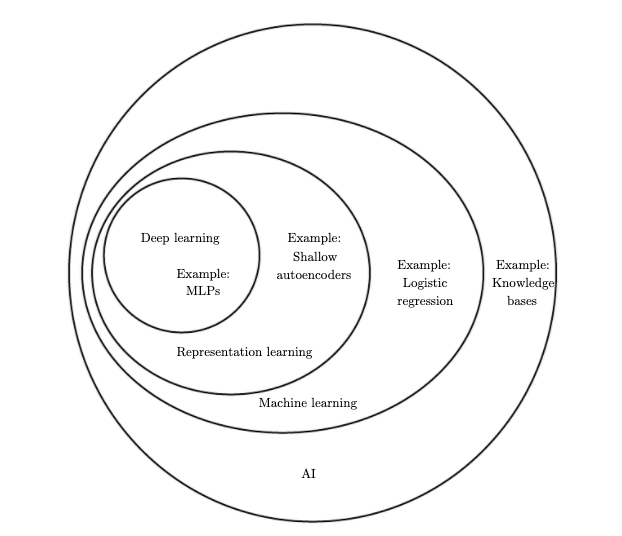 Deep learning
Example:
MLPs
Example:
Shallow
autoencoders
Example:
Logistic
regression
Example:
Knowledge
bases
Representation learning
Machine learning
AI